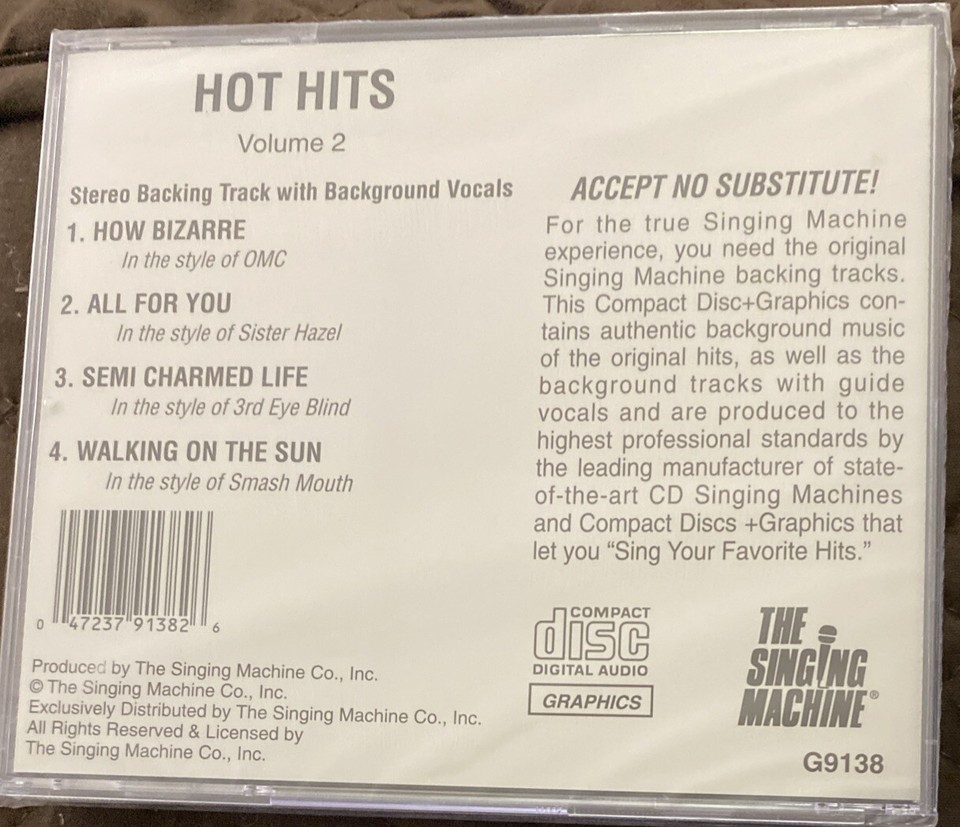 HOT HITS
Volume 2
Stereo Backing Track with Background Vocals
1. HOW BIZARRE
In the style of OMC
2. ALL FOR YOU
In the style of Sister Hazel
3. SEMI CHARMED LIFE
In the style of 3rd Eye Blind
4. WALKING ON THE SUN
In the style of Smash Mouth
0 47237 91382 6
Produced by The Singing Machine Co., Inc.
© The Singing Machine Co., Inc.
Exclusively Distributed by The Singing Machine Co., Inc.
All Rights Reserved & Licensed by
The Singing Machine Co., Inc.
ACCEPT NO SUBSTITUTE!
For the true Singing Machine
experience, you need the original
Singing Machine backing tracks.
This Compact Disc+Graphics con-
tains authentic background music
of the original hits, as well as the
background tracks with guide
vocals and are produced to the
highest professional standards by
the leading manufacturer of state-
of-the-art CD Singing Machines
and Compact Discs +Graphics that
let you “Sing Your Favorite Hits.”
COMPACT
disc
DIGITAL AUDIO
GRAPHICS
THE
SINGING
MACHINE®
G9138